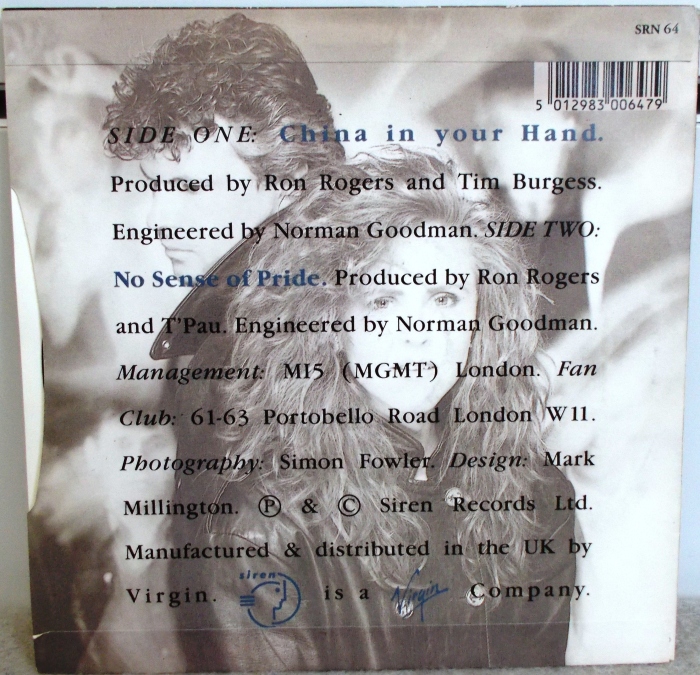 SRN 64
5 012983 006479
SIDE ONE: China in your Hand.
Produced by Ron Rogers and Tim Burgess.
Engineered by Norman Goodman. SIDE TWO:
No Sense of Pride. Produced by Ron Rogers
and T'Pau. Engineered by Norman Goodman.
Management: MI5 (MGMT) London. Fan
Club: 61-63 Portobello Road London W11.
Photography: Simon Fowler. Design: Mark
Millington. Ⓟ & © Siren Records Ltd.
Manufactured & distributed in the UK by
Virgin. siren is a Virgin Company.